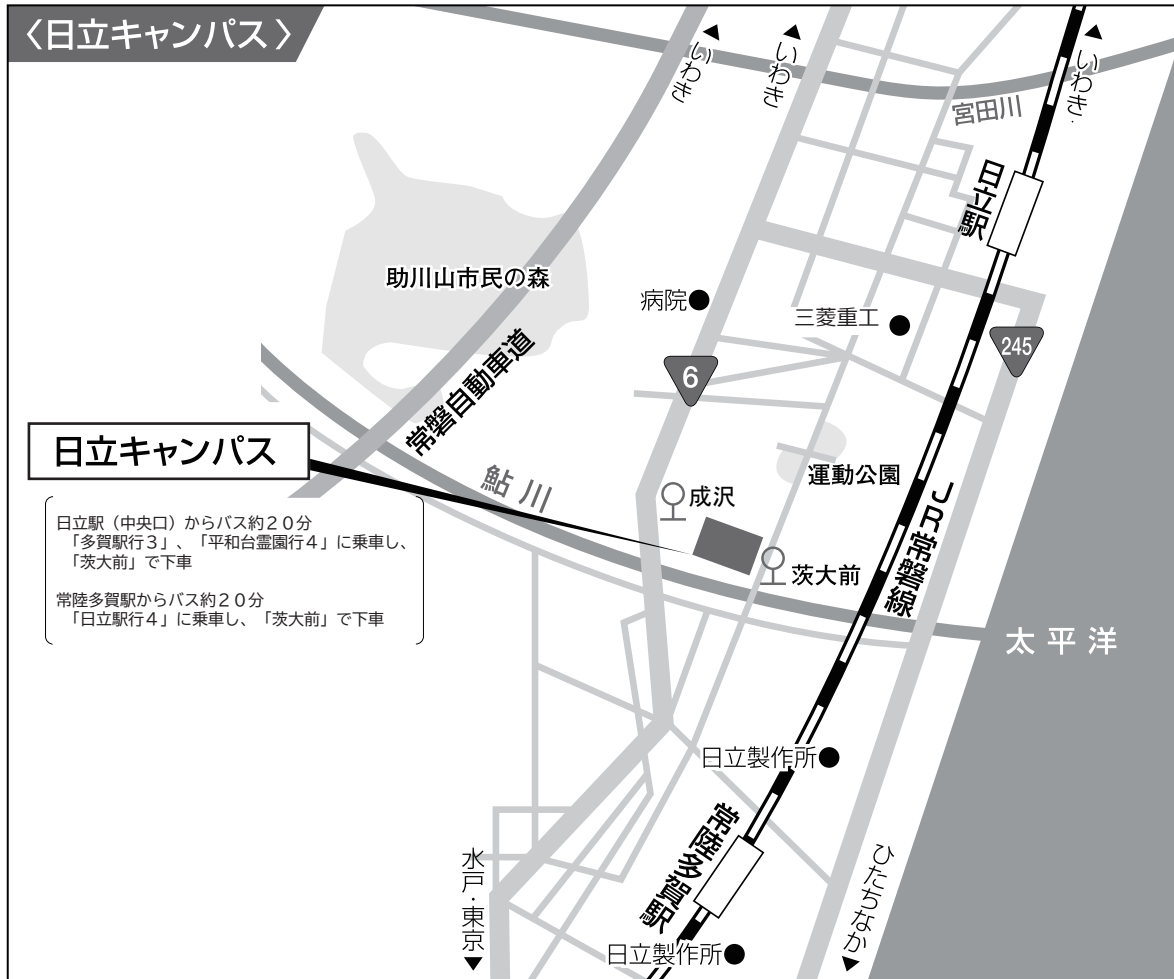 〈日立キャンパス〉
いわき
いわき
いわき
宮田川
日立駅
助川山市民の森
病院
三菱重工
245
6
常磐自動車道
日立キャンパス
鮎川
成沢
運動公園
JR常磐線
日立駅（中央口）からバス約２０分
「多賀駅行３」、「平和台霊園行４」に乗車し、
「茨大前」で下車
常陸多賀駅からバス約２０分
「日立駅行４」に乗車し、「茨大前」で下車
茨大前
太平洋
日立製作所
常陸多賀駅
水戸・東京
ひたちなか
日立製作所